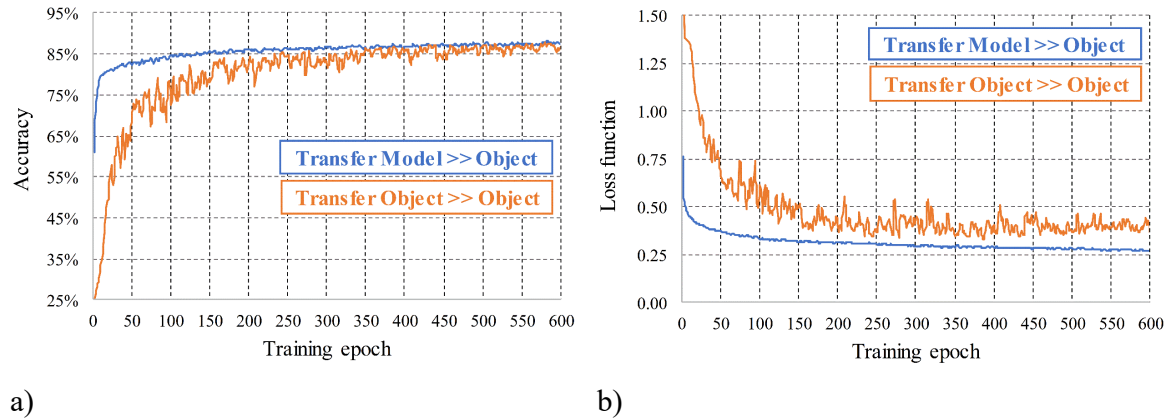 95%
85%
75%
65%
55%
45%
35%
25%
Accuracy
Transfer Model >> Object
Transfer Object >> Object
0 50 100 150 200 250 300 350 400 450 500 550 600
Training epoch
a)
1.50
1.25
1.00
0.75
0.50
0.25
0.00
Loss function
Transfer Model >> Object
Transfer Object >> Object
0 50 100 150 200 250 300 350 400 450 500 550 600
Training epoch
b)